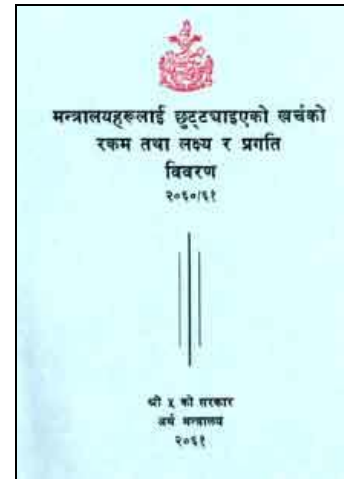 मन्त्रालयहरूलाई छुट्टयाइएको खर्चको
रकम तथा लक्ष्य र प्रगति
विवरण
२०६०/६१
श्री ५ को सरकार
अर्थ मन्त्रालय
२०६१